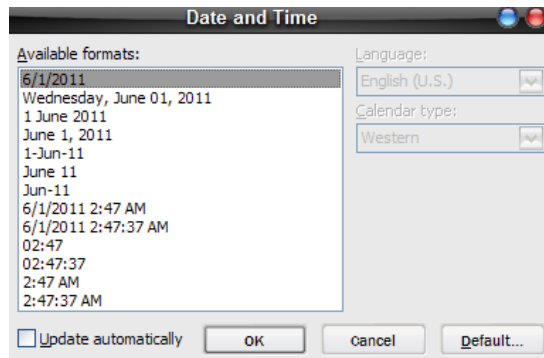 Date and Time
Available formats:
6/1/2011
Wednesday, June 01, 2011
1 June 2011
June 1, 2011
1-Jun-11
June 11
Jun-11
6/1/2011 2:47 AM
6/1/2011 2:47:37 AM
02:47
02:47:37
2:47 AM
2:47:37 AM
Language:
English (U.S.)
Calendar type:
Western
Update automatically
OK
Cancel
Default...